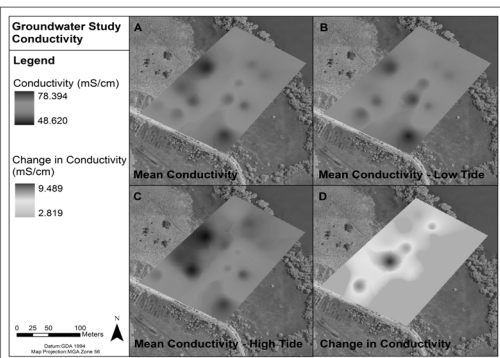 Groundwater Study
Conductivity
Legend
Conductivity (mS/cm)
78.394
48.620
Change in Conductivity
(mS/cm)
9.489
2.819
N
0 25 50 100
Meters
Datum:GDA 1994
Map Projection:MGA Zone 56
A
Mean Conductivity
B
Mean Conductivity - Low Tide
C
Mean Conductivity - High Tide
D
Change in Conductivity